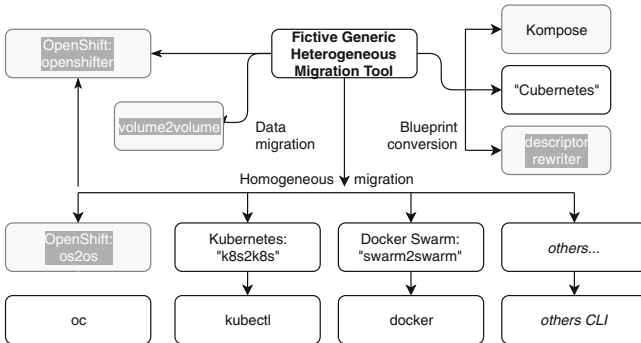 OpenShift:
openshifter
Fictive Generic
Heterogeneous
Migration Tool
Kompose
"Cubernetes"
volume2volume
Data
migration
Blueprint
conversion
descriptor
rewriter
Homogeneous migration
OpenShift:
os2os
Kubernetes:
"k8s2k8s"
Docker Swarm:
"swarm2swarm"
others...
oc
kubectl
docker
others CLI